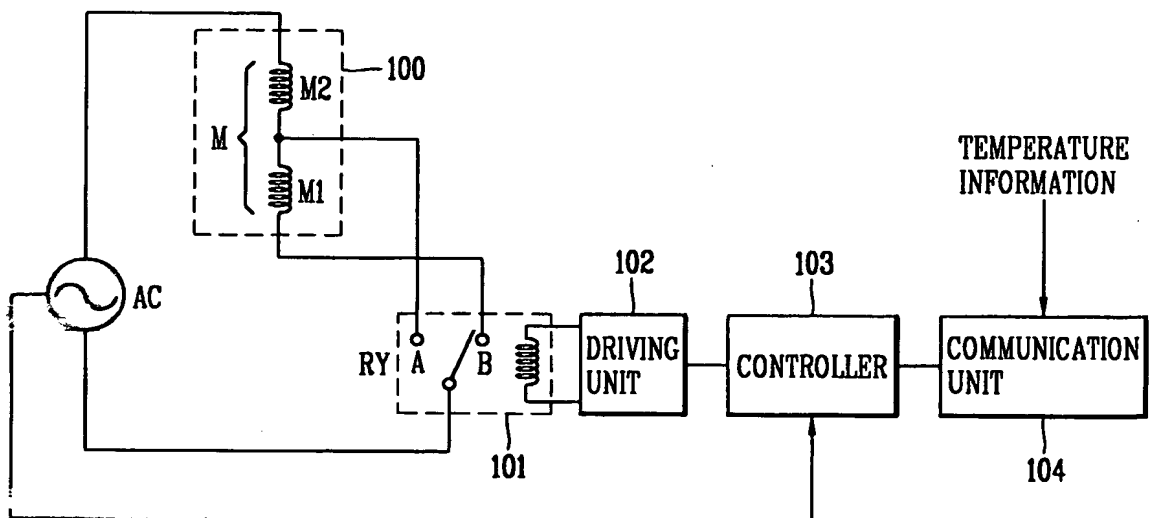 100
M2
M
M1
TEMPERATURE
INFORMATION
AC
102
103
RY
A
B
DRIVING
UNIT
CONTROLLER
COMMUNICATION
UNIT
101
104